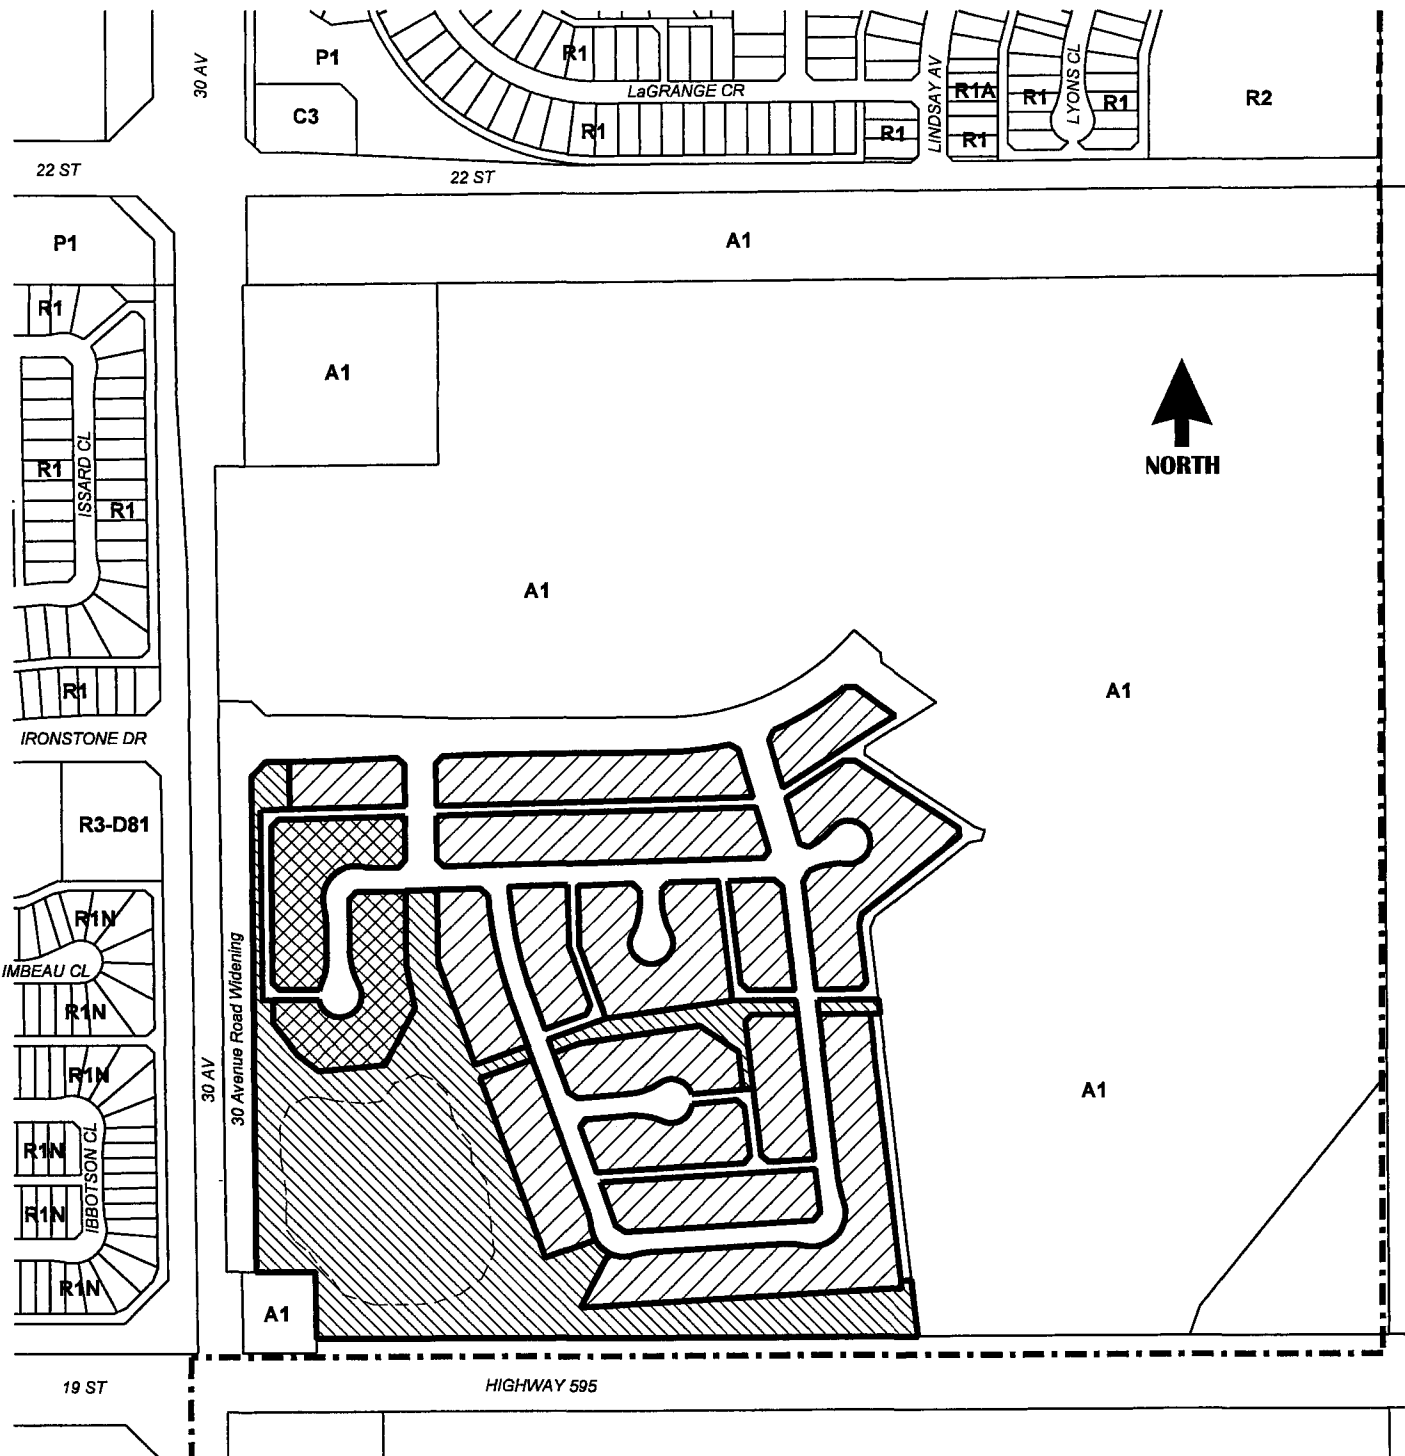 30 AV
P1
R1
LaGRANGE CR
LINDSAY AV
R1A
R1
LYONS CL
R1
R2
C3
R1
R1
R1
22 ST
22 ST
P1
A1
R1
A1
NORTH
ISSARD CL
R1
R1
A1
R1
A1
IRONSTONE DR
R3-D81
R1N
IMBEAU CL
R1N
30 Avenue Road Widening
30 AV
R1N
A1
R1N
IBBOTSON CL
R1N
R1N
A1
19 ST
HIGHWAY 595